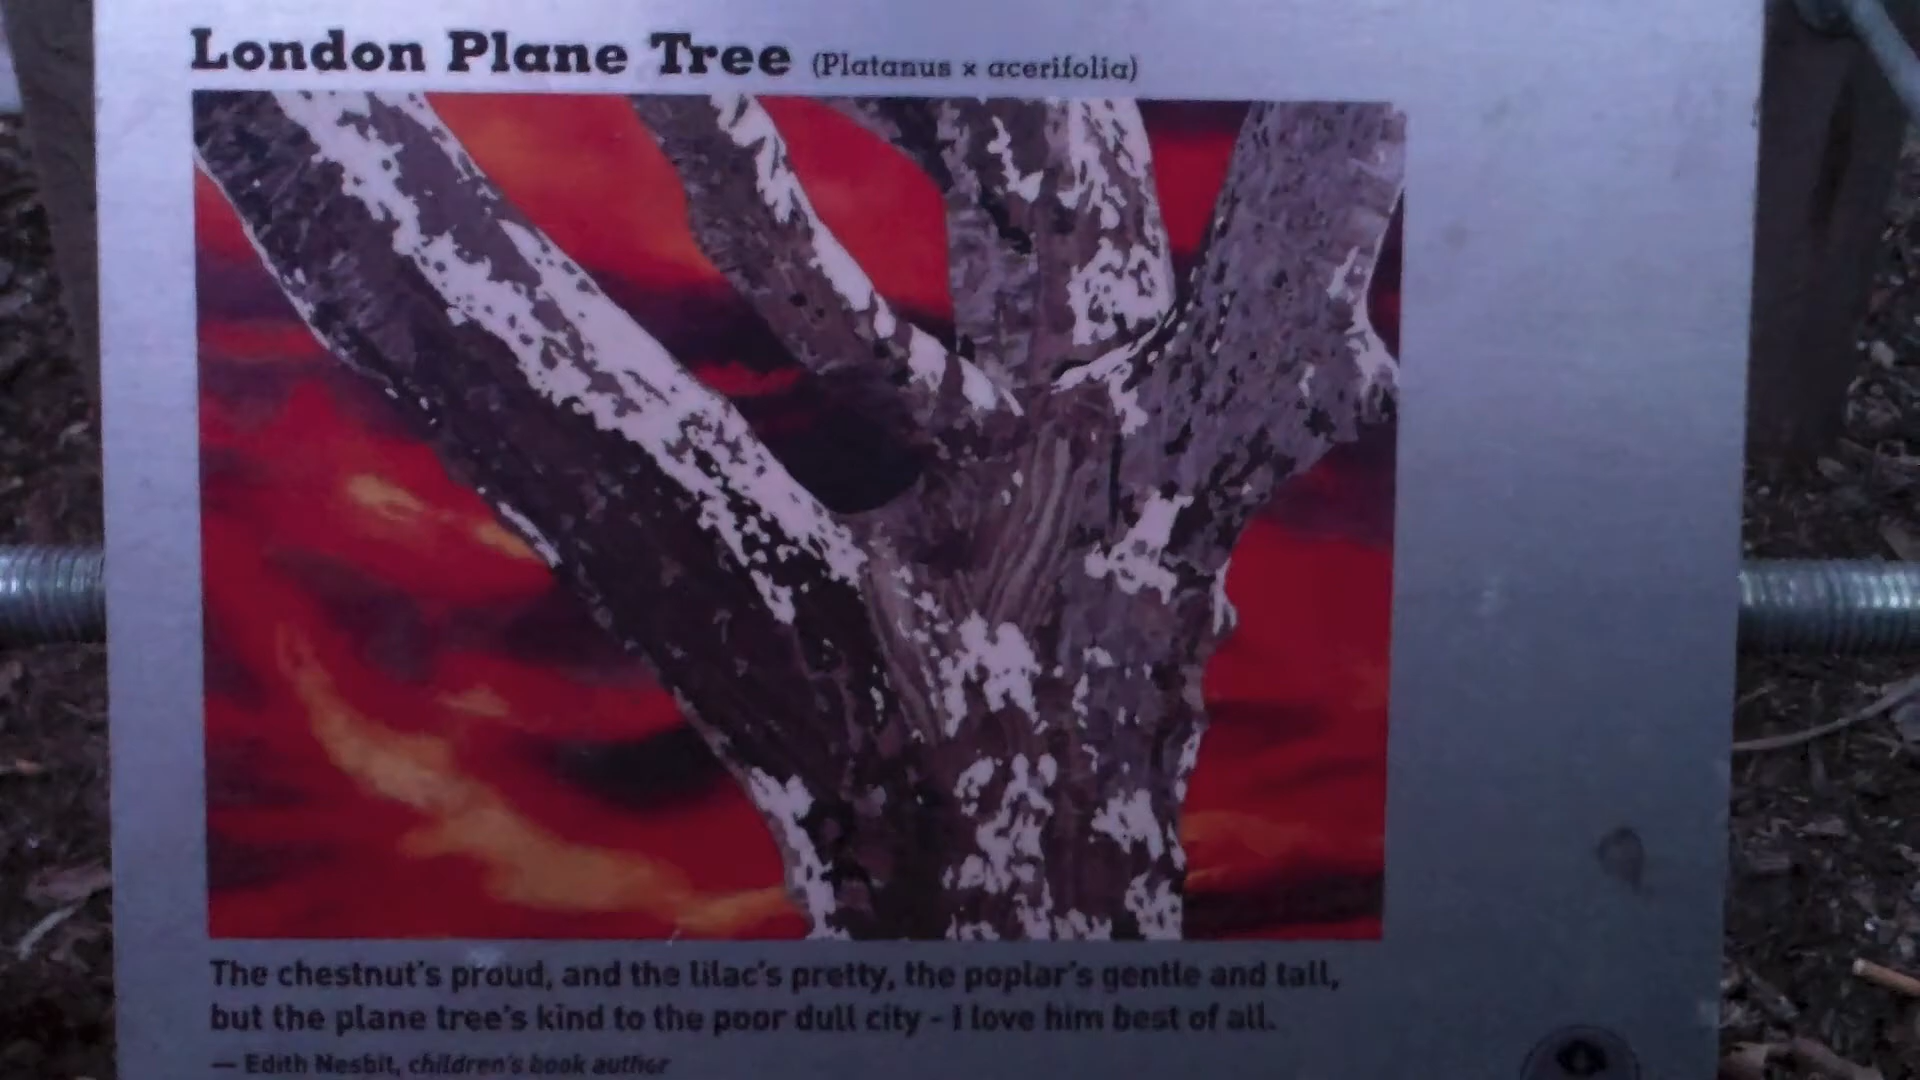 London Plane Tree (Platanus × acerifolia)
The chestnut's proud, and the lilac's pretty, the poplar's gentle and tall,
but the plane tree's kind to the poor dull city - I love him best of all.
— Edith Nesbit, children's book author